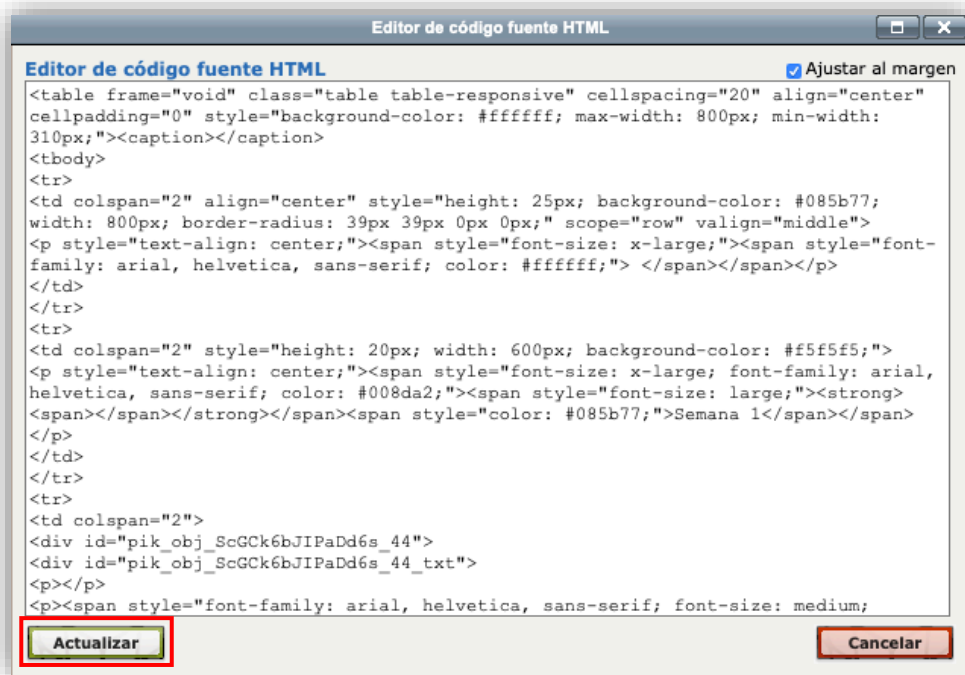 Editor de código fuente HTML
Editor de código fuente HTML
Ajustar al margen
<table frame="void" class="table table-responsive" cellspacing="20" align="center"
cellpadding="0" style="background-color: #ffffff; max-width: 800px; min-width:
310px;"><caption></caption>
<tbody>
<tr>
<td colspan="2" align="center" style="height: 25px; background-color: #085b77;
width: 800px; border-radius: 39px 39px 0px 0px;" scope="row" valign="middle">
<p style="text-align: center;"><span style="font-size: x-large;"><span style="font-
family: arial, helvetica, sans-serif; color: #ffffff;"> </span></span></p>
</td>
</tr>
<tr>
<td colspan="2" style="height: 20px; width: 600px; background-color: #f5f5f5;">
<p style="text-align: center;"><span style="font-size: x-large; font-family: arial,
helvetica, sans-serif; color: #008da2;"><span style="font-size: large;"><strong>
<span></span></strong></span><span style="color: #085b77;">Semana 1</span></span>
</p>
</td>
</tr>
<tr>
<td colspan="2">
<div id="pik_obj_ScGCk6bJIPaDd6s_44">
<div id="pik_obj_ScGCk6bJIPaDd6s_44_txt">
<p></p>
<p><span style="font-family: arial, helvetica, sans-serif; font-size: medium;
Actualizar
Cancelar